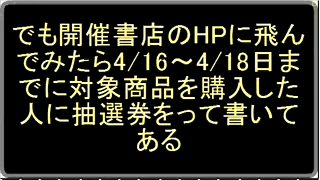 でも開催書店のHPに飛ん
でみたら4/16～4/18日ま
でに対象商品を購入した
人に抽選券をって書いて
ある